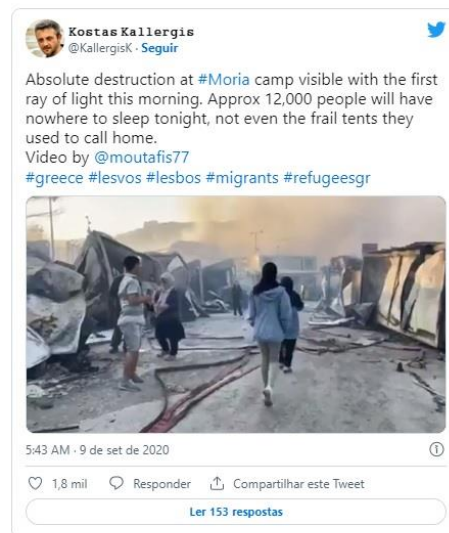 Kostas Kallergis
@KallergisK · Seguir
Absolute destruction at #Moria camp visible with the first
ray of light this morning. Approx 12,000 people will have
nowhere to sleep tonight, not even the frail tents they
used to call home.
Video by @moutafis77
#greece #lesvos #lesbos #migrants #refugeesgr
5:43 AM · 9 de set de 2020
1,8 mil Responder Compartilhar este Tweet
Ler 153 respostas